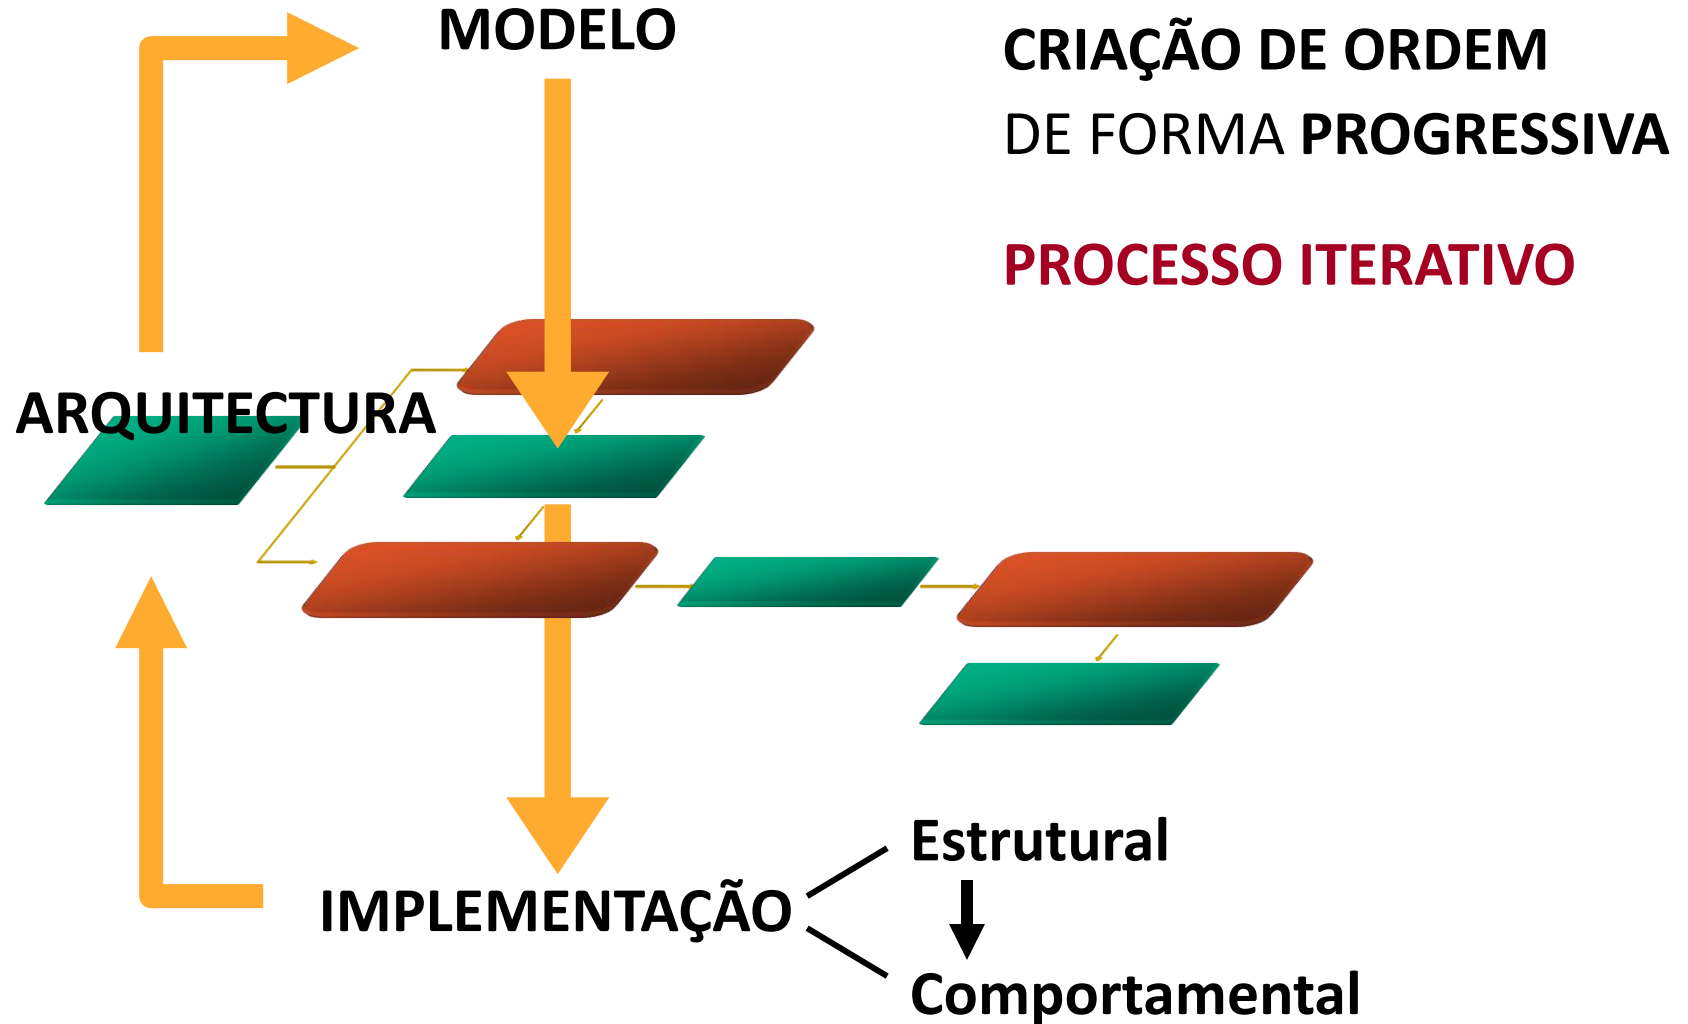 MODELO
CRIAÇÃO DE ORDEM
DE FORMA PROGRESSIVA
PROCESSO ITERATIVO
ARQUITECTURA
Estrutural
IMPLEMENTAÇÃO
Comportamental